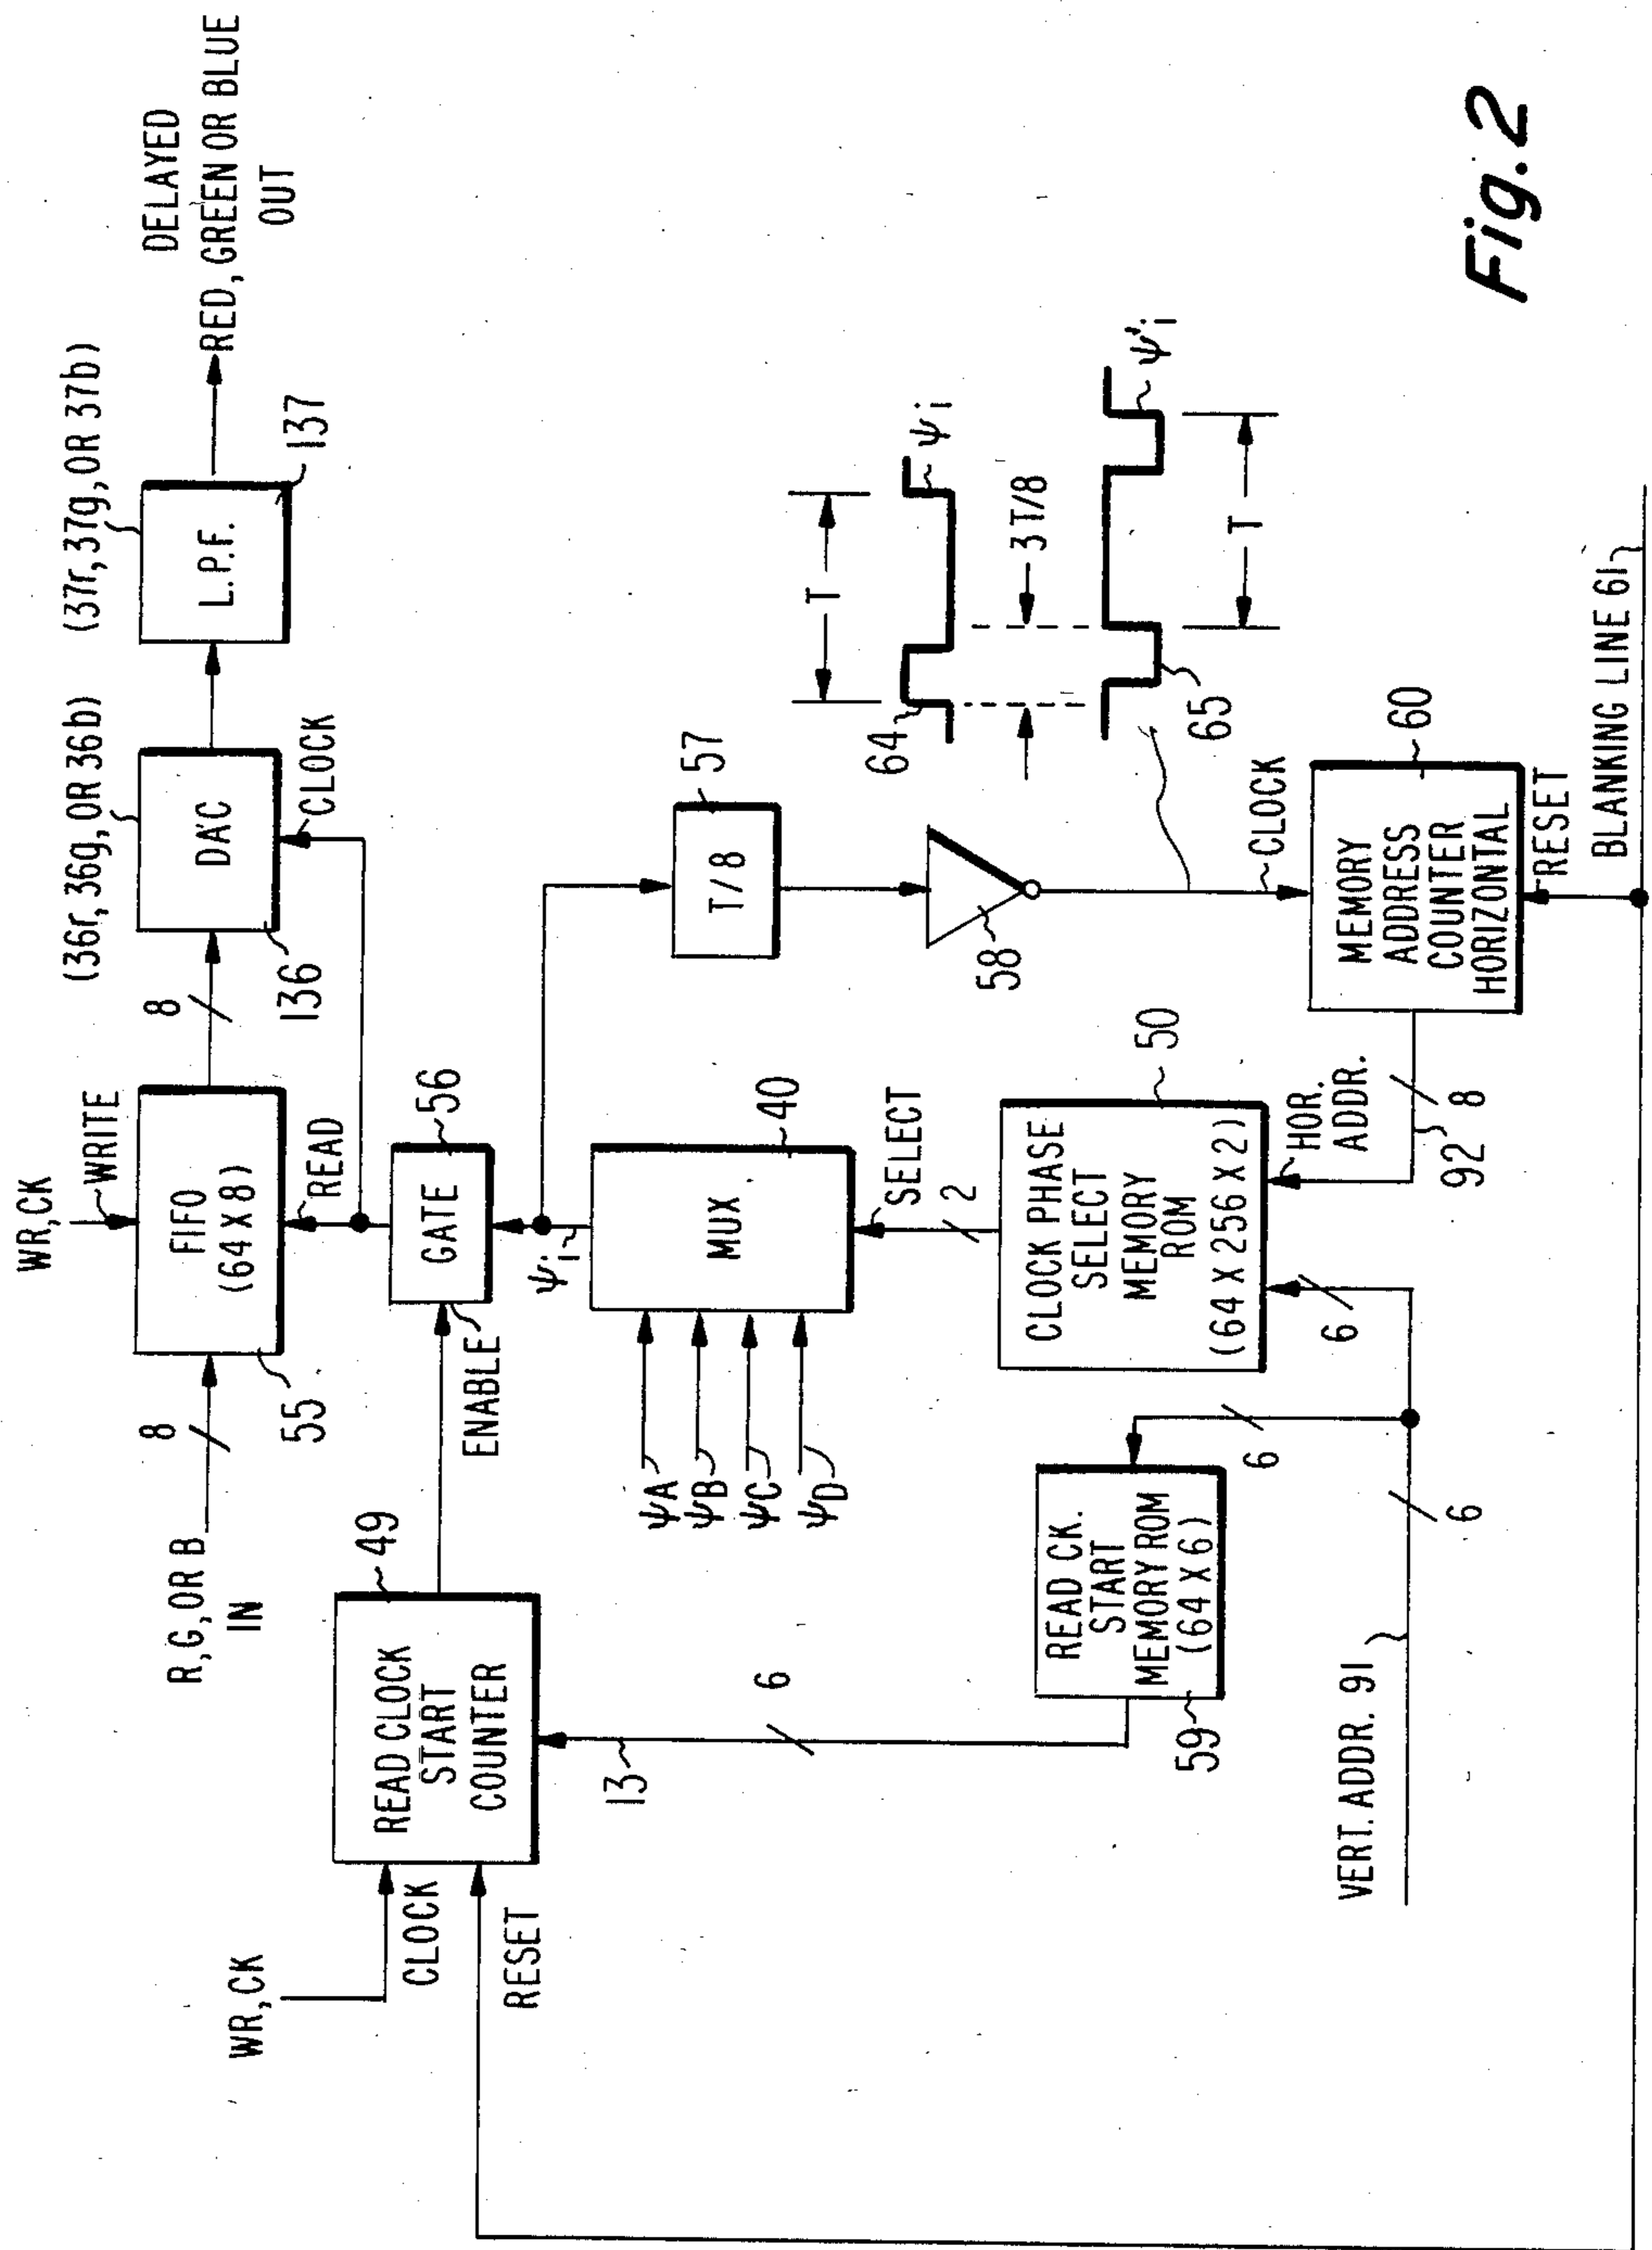 DELAYED
RED, GREEN OR BLUE
OUT
(37r, 37g, OR 37b)
L.P.F.
137
(36r, 36g, OR 36b)
DAC
CLOCK
136
8
WR, CK
WRITE
FIFO
(64 X 8)
READ
55
8
R, G, OR B
IN
GATE
56
ENABLE
49
READ CLOCK
START
COUNTER
WR, CK
CLOCK
RESET
13
6
ψi
MUX
40
ψA
ψB
ψC
ψD
SELECT
2
T/8
57
58
64
T
ψi
3T/8
65
T
ψ'i
CLOCK PHASE
SELECT
MEMORY
ROM
(64 X 256 X 2)
50
HOR.
ADDR.
8
92
6
READ CK.
START
MEMORY ROM
(64 X 6)
59
6
6
VERT. ADDR. 91
CLOCK
MEMORY
ADDRESS
COUNTER
HORIZONTAL
60
RESET
BLANKING LINE 61
Fig. 2